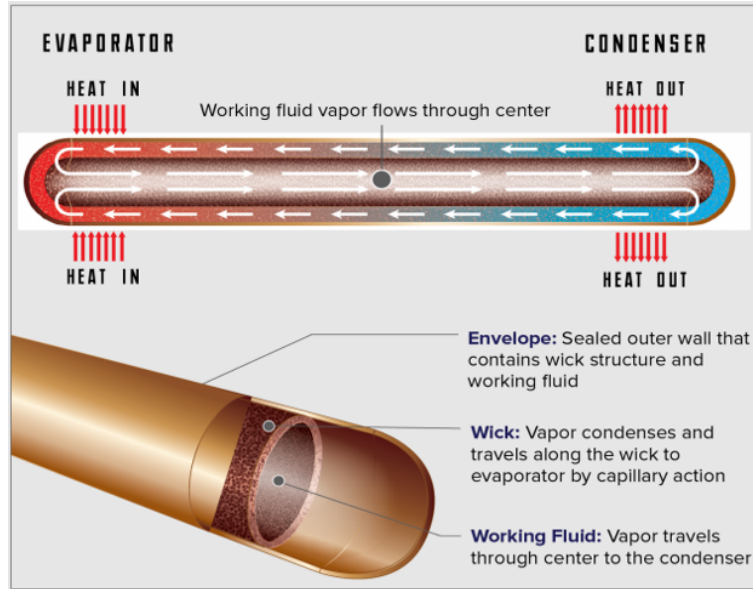 EVAPORATOR
CONDENSER
HEAT IN
HEAT OUT
Working fluid vapor flows through center
HEAT IN
HEAT OUT
Envelope: Sealed outer wall that
contains wick structure and
working fluid
Wick: Vapor condenses and
travels along the wick to
evaporator by capillary action
Working Fluid: Vapor travels
through center to the condenser